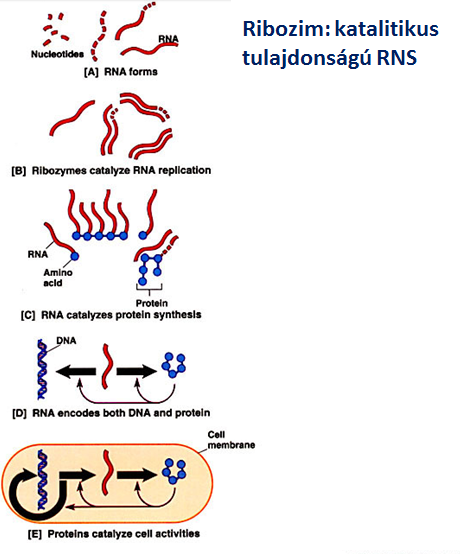 Ribozim: katalitikus
tulajdonságú RNS
Nucleotides
RNA
[A] RNA forms
[B] Ribozymes catalyze RNA replication
RNA
Amino
acid
Protein
[C] RNA catalyzes protein synthesis
DNA
[D] RNA encodes both DNA and protein
Cell
membrane
[E] Proteins catalyze cell activities